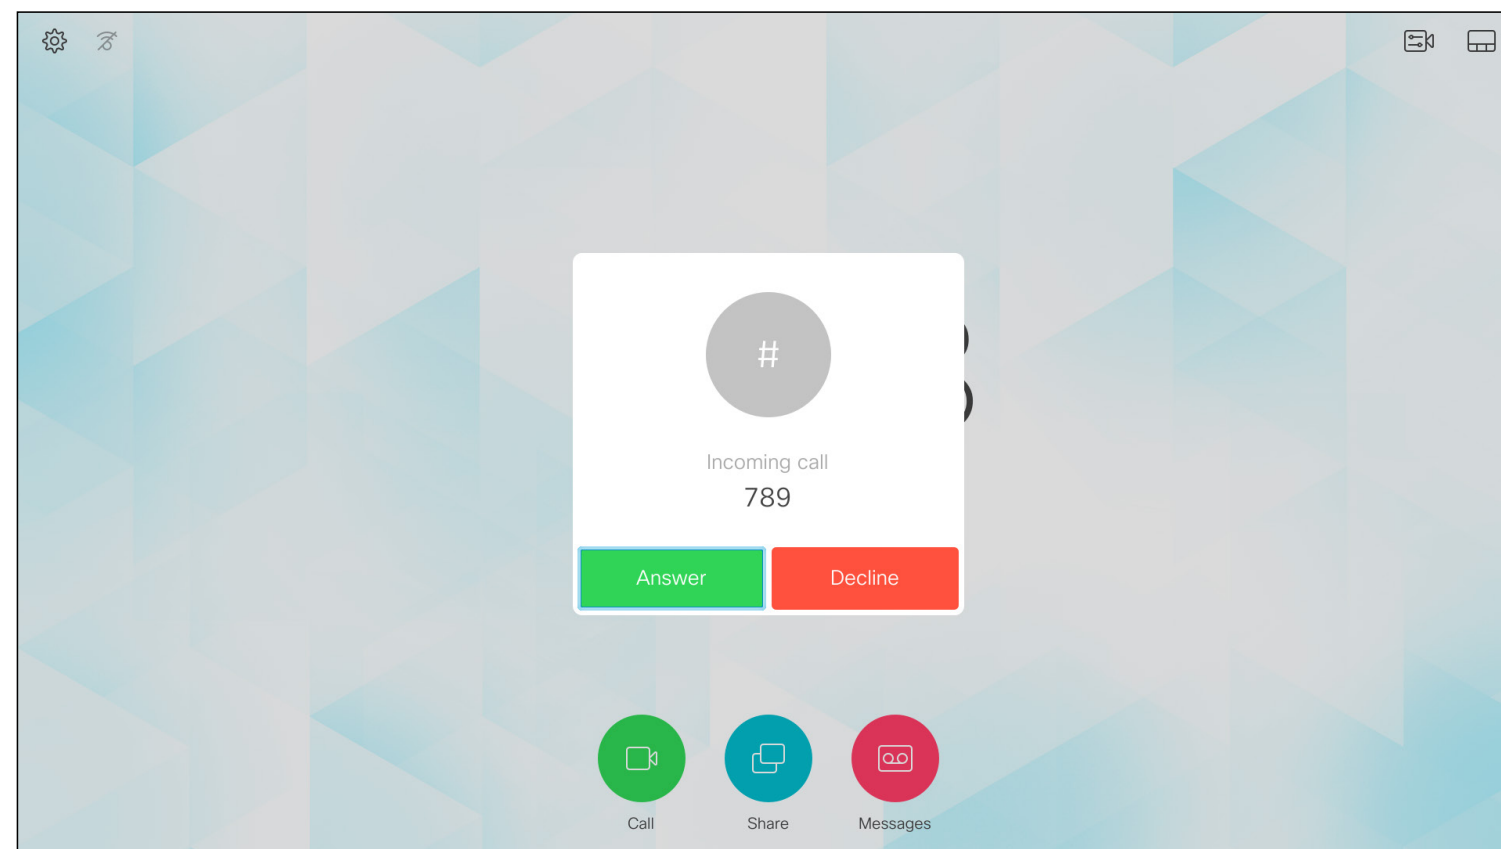 #
Incoming call
789
Answer Decline
Call Share Messages